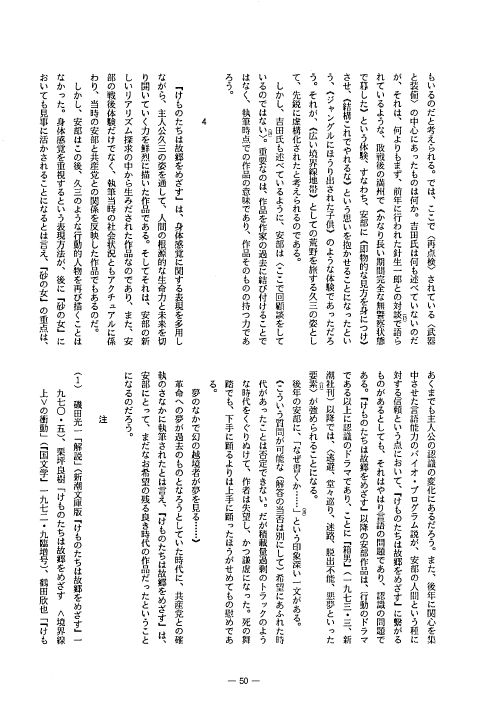 もいるのだと考えられる。では、ここで〈再点検〉されている〈武器
と装備〉の中心にあったものは何か。吉田氏は何も述べていないのだ
が、それは、何よりもまず、前年に行われた針生一郎との対談で語ら
れているような、敗戦後の満州で〈かなり長い期間完全な無警察状態
で暮した〉という体験、すなわち、安部に〈即物的な見方を身につけ〉
させ、〈結構これでやれるな〉という思いを抱かせることになったとい
う、〈ジャングルにほうり出された子供〉のような体験であっただろ
う。それが、〈広い境界線地帯〉としての荒野を旅する久三の姿とし
て、先鋭に虚構化されたと考えられるのである。
しかし、吉田氏も述べているように、安部は〈ここで回顧談をして
いるのではない〉。重要なのは、作品を作家の過去に結び付けることで
はなく、執筆時点での作品の意味であり、作品そのものの持つ力であ
ろう。
4
『けものたちは故郷をめざす』は、身体感覚に関する表現を多用し
ながら、主人公久三の姿を通して、人間の根源的な生命力と未来を切
り開いていく力を鮮烈に描いた作品である。そしてそれは、安部の新
しいリアリズム探求の中から生みだされた作品なのであり、また、安
部の戦後体験だけでなく、執筆当時の社会状況ともアクチュアルに係
わり、当時の安部と共産党との関係を反映した作品でもあるのだ。
しかし、安部はこの後、久三のような行動的人物を再び描くことは
なかった。身体感覚を重視するという表現方法が、後に『砂の女』に
おいても見事に活かされることになるとは言え、『砂の女』の重点は、
あくまでも主人公の認識の変化にあるだろう。また、後年に関心を集
中させた言語能力のバイオ・プログラム説が、安部の人間という種に
対する信頼という点において、『けものたちは故郷をめざす』に繫がる
ものがあるとしても、それはやはり言語の問題であり、認識の問題で
ある。『けものたちは故郷をめざす』以降の安部作品は、行動のドラマ
である以上に認識のドラマであり、ことに『箱男』(一九七三・三、新
潮社刊)以降では、〈逃遊、堂々巡り、迷路、脱出不能、悪夢といった
要素〉が強められることになる。
後年の安部に、「なぜ書くか……」という印象深い一文がある。
〈こういう質問が可能な(解答の当否は別にして)希望にあふれた時
代があったことは否定できない。だが積載量過剰のトラックのよう
な時代をくぐりぬけて、作者は失望し、かつ謙虚になった。死の舞
踏でも、下手に踊るよりは上手に踊ったほうがせめてもの慰めであ
る。
夢のなかで幻の越境者が夢を見る……〉
革命への夢が過去のものとなろうとしていた時代に、共産党との確
執のさなかに執筆されたとは言え、『けものたちは故郷をめざす』は、
安部にとって、まだなお希望の残る良き時代の作品だったということ
になるのだろう。
注
(1) 磯田光一「解説」(新潮文庫版『けものたちは故郷をめざす』一
九七〇・五)、栗坪良樹「『けものたちは故郷をめざす ∧境界線
上∨の衝動」(『国文学』一九七二・九臨増号)、鶴田欣也「『けも
— 50 —